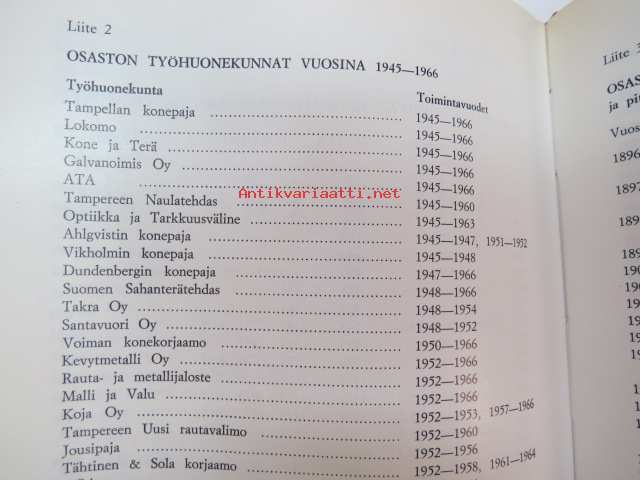 Liite 2
OSASTON TYÖHUONEKUNNAT VUOSINA 1945—1966
Työhuonekunta Toimintavuodet
Tampellan konepaja 1945—1966
Lokomo 1945—1966
Kone ja Terä 1945—1966
Galvanoimis Oy 1945—1966
ATA 1945—1966
Antikvariaatti.net
Tampereen Naulatehdas 1945—1960
Optiikka ja Tarkkuusväline 1945—1963
Ahlgvistin konepaja 1945—1947, 1951—1952
Vikholmin konepaja 1945—1948
Dundenbergin konepaja 1947—1966
Suomen Sahanterätehdas 1948—1966
Takra Oy 1948—1954
Santavuori Oy 1948—1952
Voiman konekorjaamo 1950—1966
Kevytmetalli Oy 1952—1966
Rauta- ja metallijaloste 1952—1966
Malli ja Valu 1952—1966
Koja Oy 1952—1953, 1957—1966
Tampereen Uusi rautavalimo 1952—1960
Jousipaja 1952—1956
Tähtinen & Sola korjaamo 1952—1958, 1961—1964
Liite
OSAS
ja pi
Vuos
1896
1897